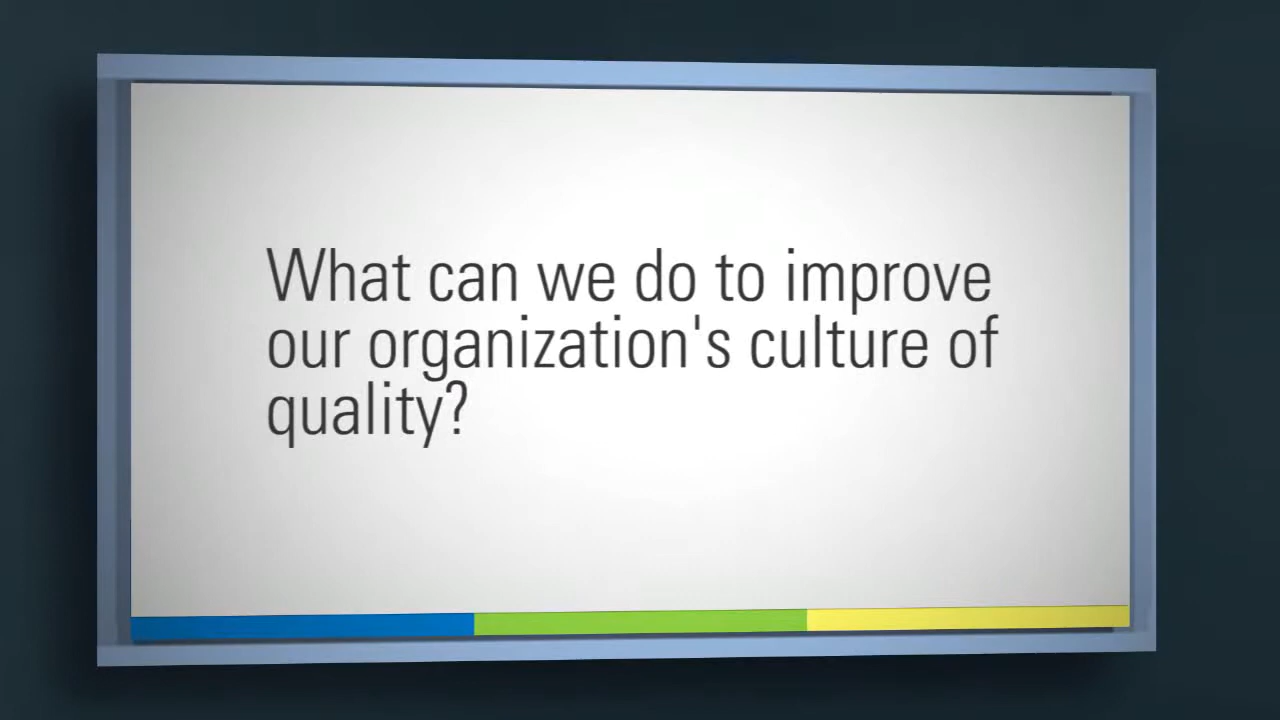 What can we do to improve
our organization's culture of
quality?